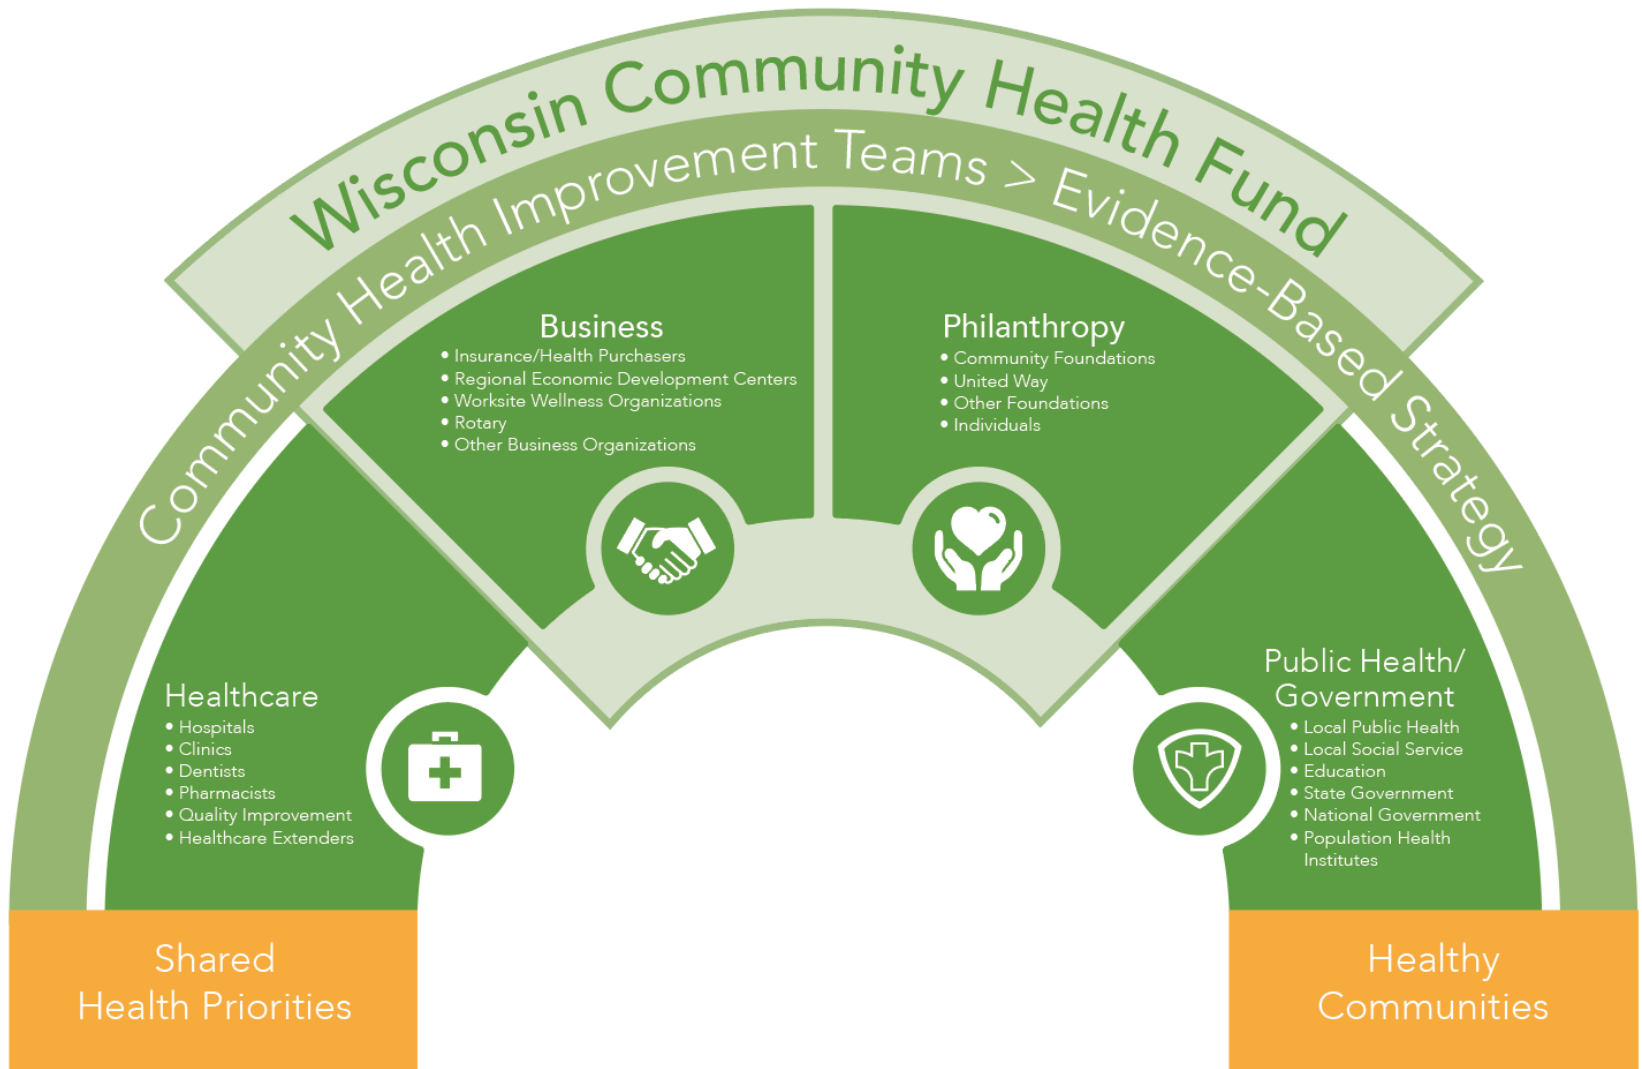 Wisconsin Community Health Fund
Community Health Improvement Teams > Evidence-Based Strategy
Business
• Insurance/Health Purchasers
• Regional Economic Development Centers
• Worksite Wellness Organizations
• Rotary
• Other Business Organizations
Philanthropy
• Community Foundations
• United Way
• Other Foundations
• Individuals
Healthcare
• Hospitals
• Clinics
• Dentists
• Pharmacists
• Quality Improvement
• Healthcare Extenders
Public Health/
Government
• Local Public Health
• Local Social Service
• Education
• State Government
• National Government
• Population Health
Institutes
Shared
Health Priorities
Healthy
Communities